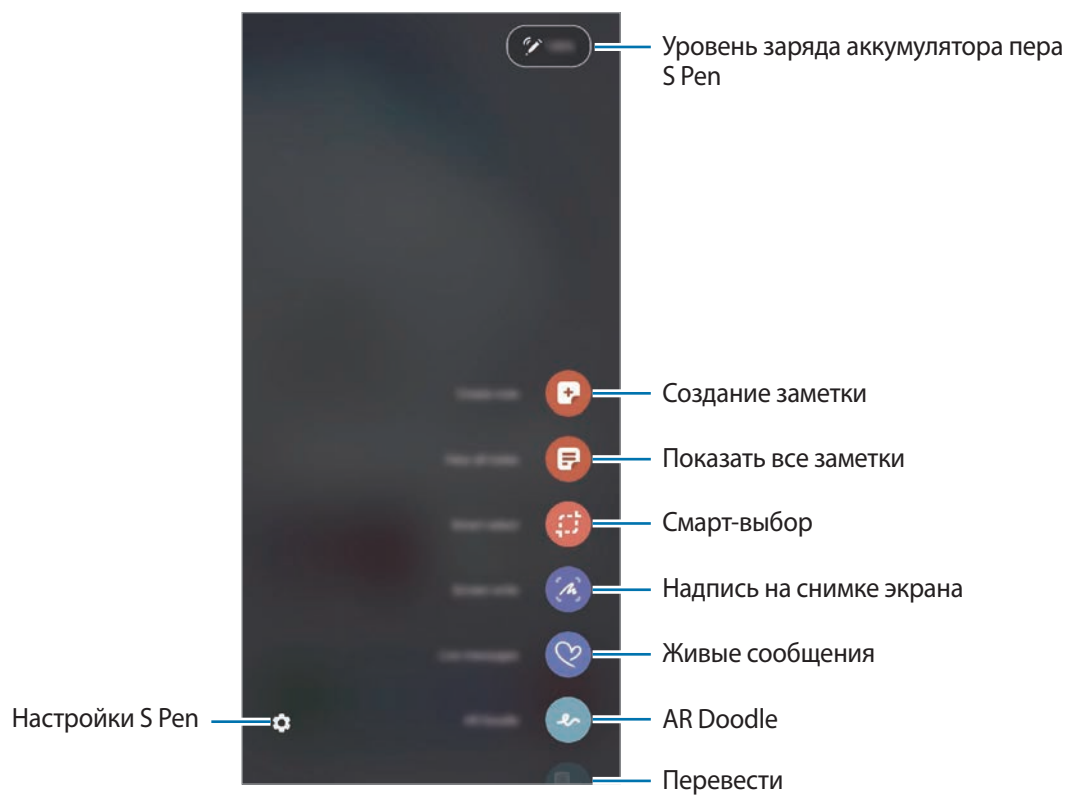 Уровень заряда аккумулятора пера
S Pen
Создание заметки
Показать все заметки
Смарт-выбор
Надпись на снимке экрана
Живые сообщения
Настройки S Pen
AR Doodle
Перевести